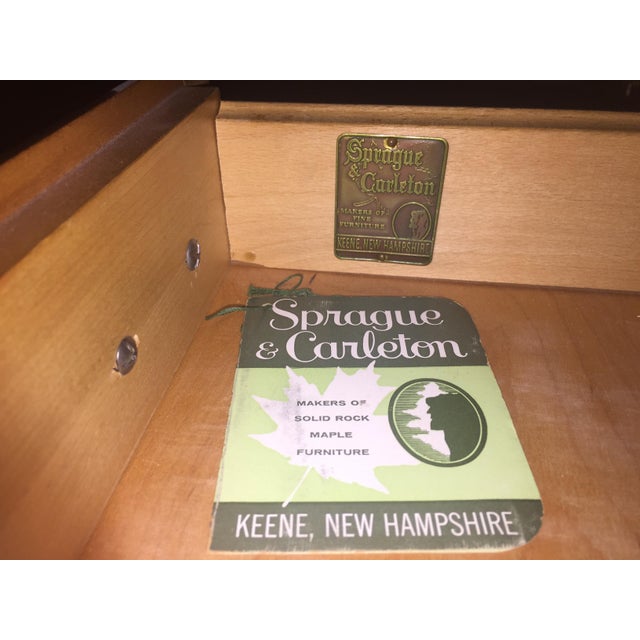 Sprague
& Carleton
MAKERS OF
FINE
FURNITURE
KEENE, NEW HAMPSHIRE
Sprague
& Carleton
MAKERS OF
SOLID ROCK
MAPLE
FURNITURE
KEENE, NEW HAMPSHIRE